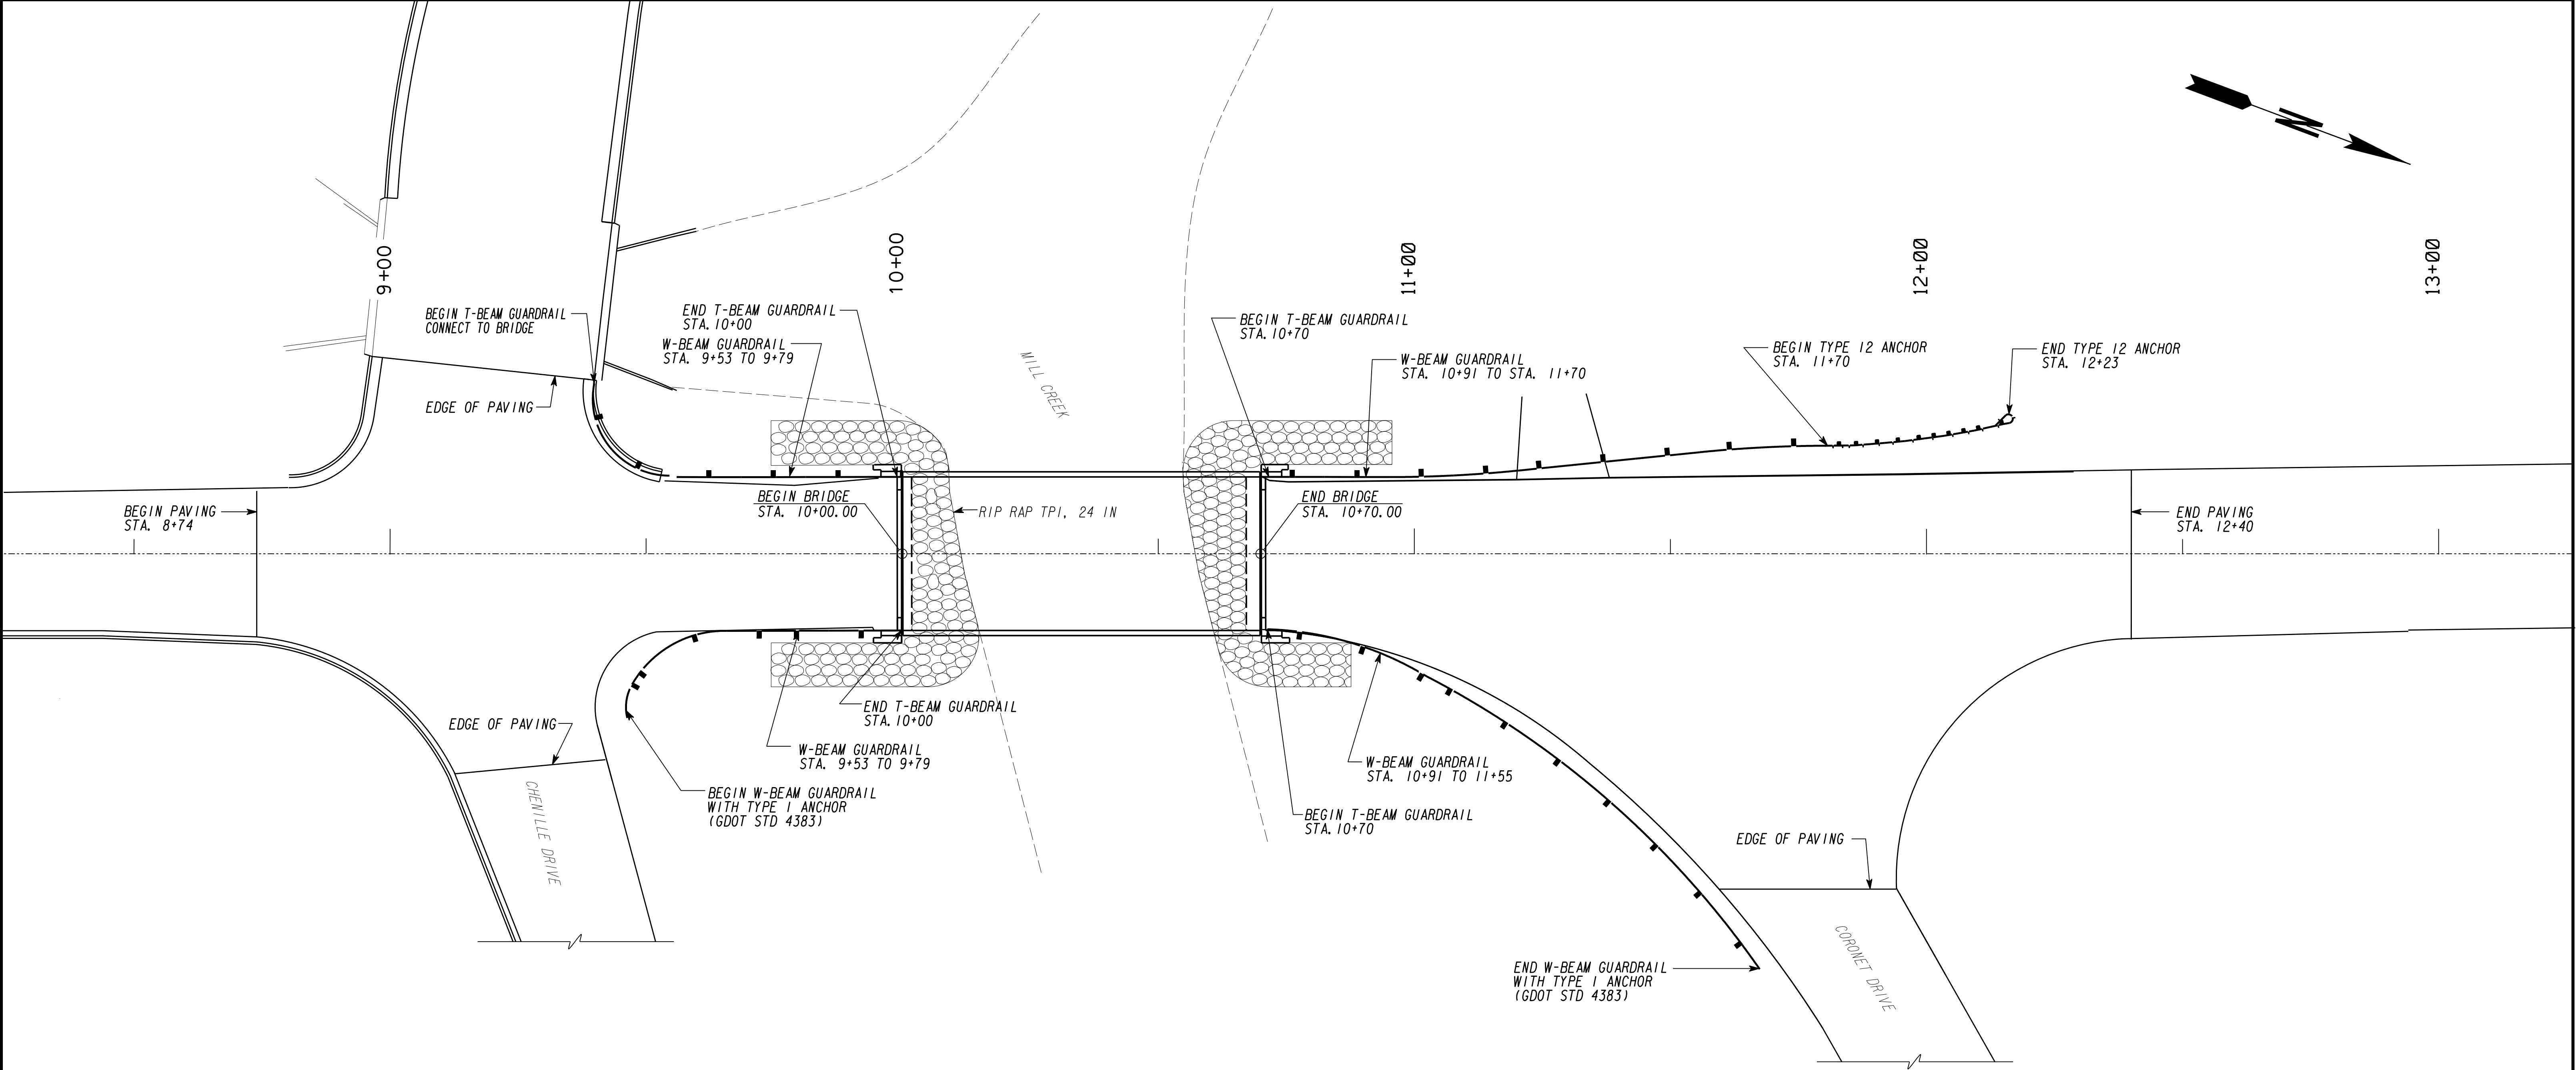 N
9+00
10+00
11+00
12+00
13+00
BEGIN T-BEAM GUARDRAIL
CONNECT TO BRIDGE
END T-BEAM GUARDRAIL
STA. 10+00
W-BEAM GUARDRAIL
STA. 9+53 TO 9+79
EDGE OF PAVING
MILL CREEK
BEGIN T-BEAM GUARDRAIL
STA. 10+70
W-BEAM GUARDRAIL
STA. 10+91 TO STA. 11+70
BEGIN TYPE 12 ANCHOR
STA. 11+70
END TYPE 12 ANCHOR
STA. 12+23
BEGIN PAVING
STA. 8+74
BEGIN BRIDGE
STA. 10+00.00
RIP RAP TP1, 24 IN
END BRIDGE
STA. 10+70.00
END PAVING
STA. 12+40
EDGE OF PAVING
CHENILLE DRIVE
END T-BEAM GUARDRAIL
STA. 10+00
W-BEAM GUARDRAIL
STA. 9+53 TO 9+79
BEGIN W-BEAM GUARDRAIL
WITH TYPE 1 ANCHOR
(GDOT STD 4383)
W-BEAM GUARDRAIL
STA. 10+91 TO 11+55
BEGIN T-BEAM GUARDRAIL
STA. 10+70
EDGE OF PAVING
CORONET DRIVE
END W-BEAM GUARDRAIL
WITH TYPE 1 ANCHOR
(GDOT STD 4383)